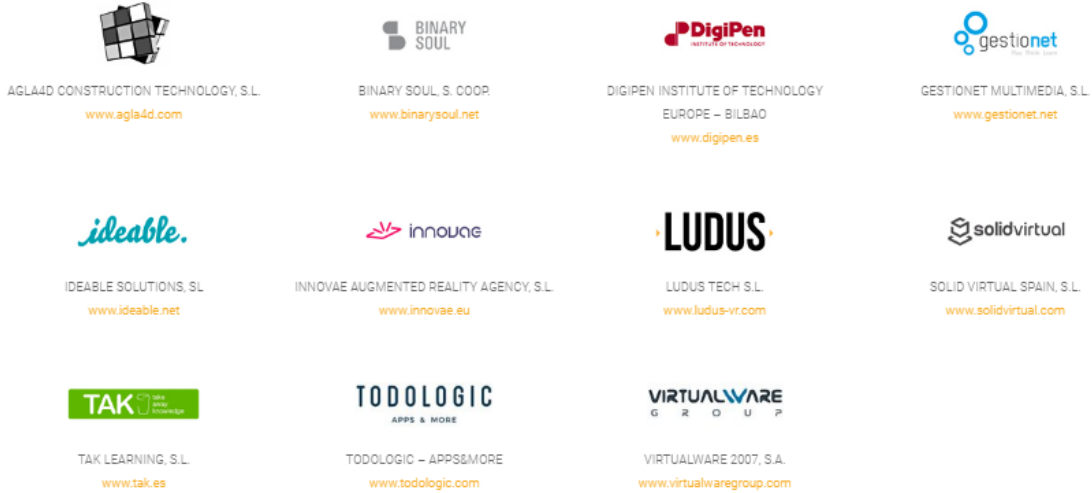 BINARY
SOUL
DigiPen
INSTITUTE OF TECHNOLOGY
gestionet
Play Think Learn
AGLA4D CONSTRUCTION TECHNOLOGY, S.L.
www.agla4d.com
BINARY SOUL, S. COOP.
www.binarysoul.net
DIGIPEN INSTITUTE OF TECHNOLOGY
EUROPE – BILBAO
www.digipen.es
GESTIONET MULTIMEDIA, S.L.
www.gestionet.net
ideable.
innovae
LUDUS
solidvirtual
IDEABLE SOLUTIONS, SL
www.ideable.net
INNOVAE AUGMENTED REALITY AGENCY, S.L.
www.innovae.eu
LUDUS TECH S.L.
www.ludus-vr.com
SOLID VIRTUAL SPAIN, S.L.
www.solidvirtual.com
TAK
take
away
knowledge
TODOLOGIC
APPS & MORE
VIRTUALWARE
GROUP
TAK LEARNING, S.L.
www.tak.es
TODOLOGIC – APPS&MORE
www.todologic.com
VIRTUALWARE 2007, S.A.
www.virtualwaregroup.com